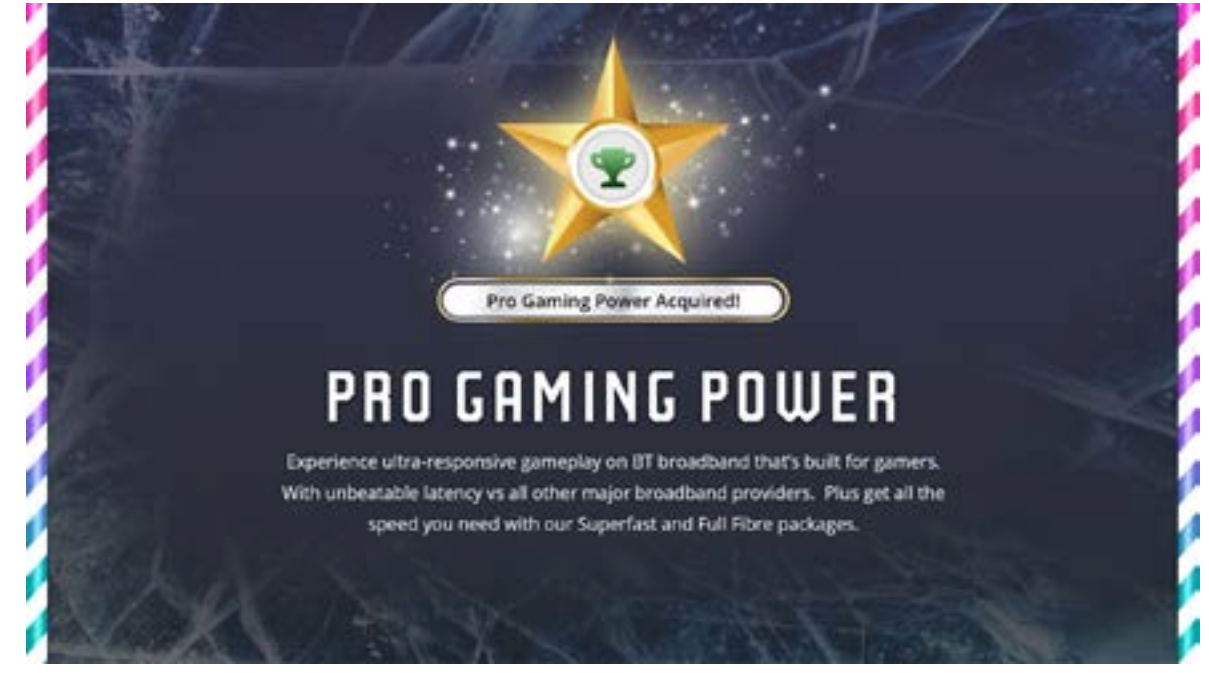 Pro Gaming Power Acquired!
PRO GAMING POWER
Experience ultra-responsive gameplay on BT broadband that's built for gamers.
With unbeatable latency vs all other major broadband providers. Plus get all the
speed you need with our Superfast and Full Fibre packages.